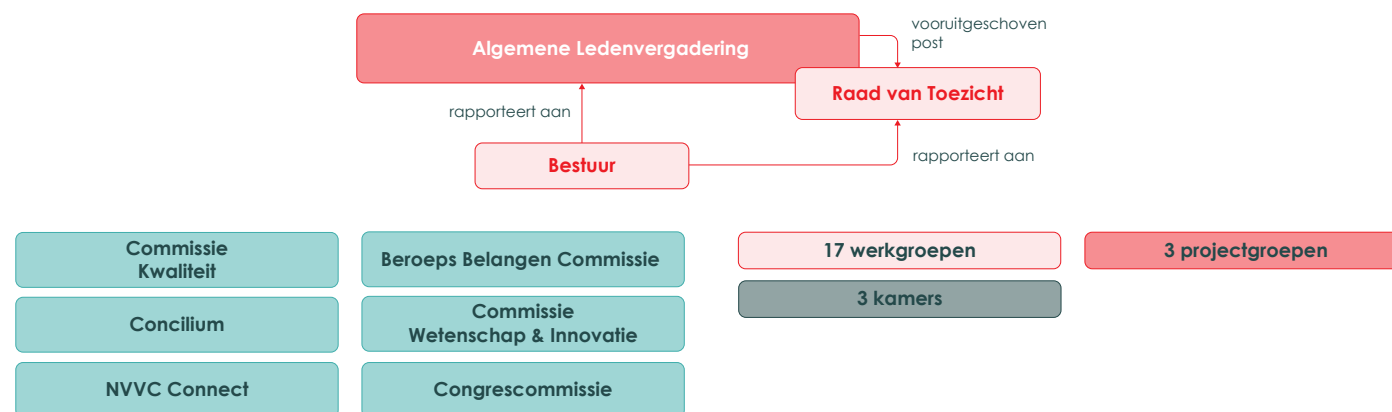 vooruitgeschoven
post
Algemene Ledenvergadering
Raad van Toezicht
rapporteert aan
rapporteert aan
Bestuur
Commissie
Kwaliteit
Beroeps Belangen Commissie
17 werkgroepen
3 projectgroepen
3 kamers
Concilium
Commissie
Wetenschap & Innovatie
NVVC Connect
Congrescommissie